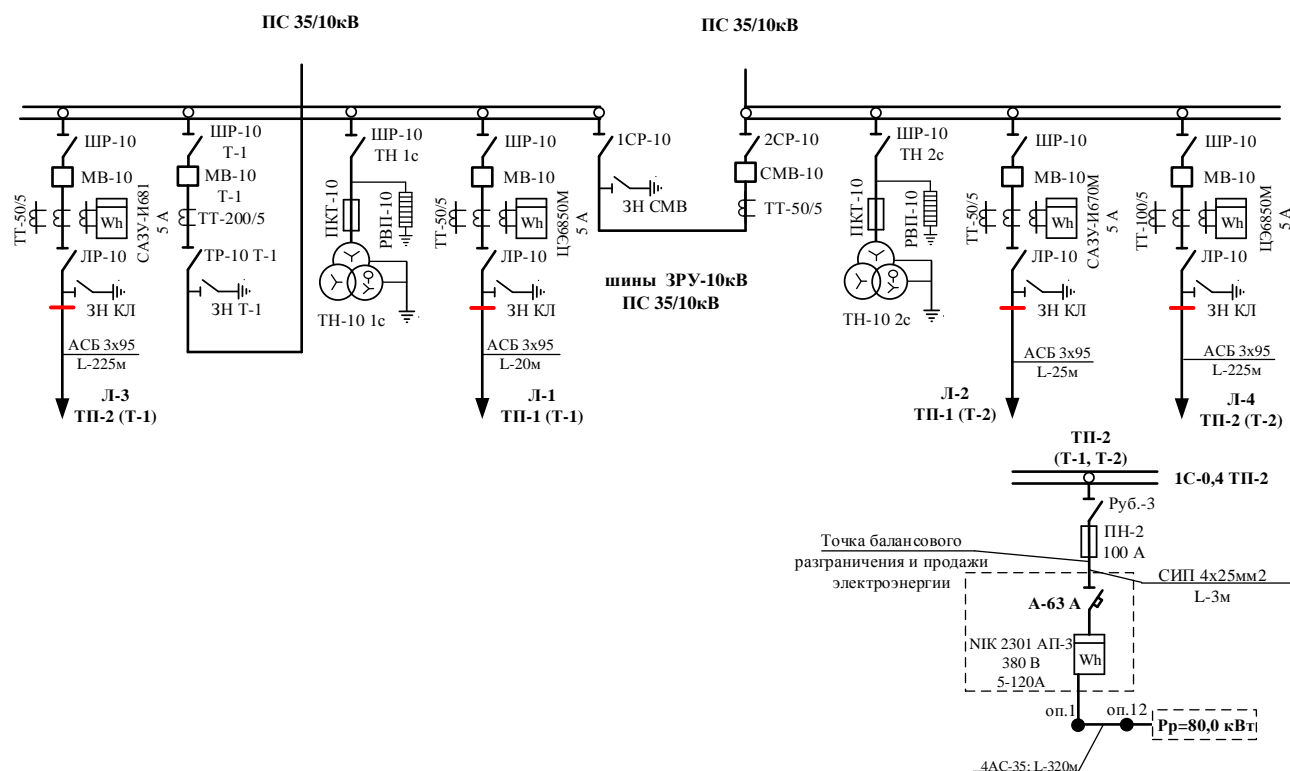 ПС 35/10кВ
ПС 35/10кВ
ШР-10
МВ-10
ТТ-50/5
Wh
САЗУ-И681
5 А
ЛР-10
ЗН КЛ
АСБ 3х95
L-225м
Л-3
ТП-2 (Т-1)
ШР-10
Т-1
МВ-10
Т-1
ТТ-200/5
ТР-10 Т-1
ЗН Т-1
ШР-10
ТН 1с
ПКТ-10
РВП-10
ТН-10 1с
ШР-10
МВ-10
ТТ-50/5
Wh
ЦЭ6850М
5 А
ЛР-10
ЗН КЛ
АСБ 3х95
L-20м
Л-1
ТП-1 (Т-1)
1СР-10
ЗН СМВ
2СР-10
СМВ-10
ТТ-50/5
шины ЗРУ-10кВ
ПС 35/10кВ
ШР-10
ТН 2с
ПКТ-10
РВП-10
ТН-10 2с
ШР-10
МВ-10
ТТ-50/5
Wh
САЗУ-И670М
5 А
ЛР-10
ЗН КЛ
АСБ 3х95
L-25м
Л-2
ТП-1 (Т-2)
ШР-10
МВ-10
ТТ-100/5
Wh
ЦЭ6850М
5 А
ЛР-10
ЗН КЛ
АСБ 3х95
L-225м
Л-4
ТП-2 (Т-2)
ТП-2
(Т-1, Т-2)
1С-0,4 ТП-2
Руб.-3
ПН-2
100 А
Точка балансового
разграничения и продажи
электроэнергии
СИП 4х25мм2
L-3м
А-63 А
NIK 2301 АП-3
380 В
5-120А
Wh
оп.1
оп.12
Рр=80,0 кВт
4АС-35; L-320м